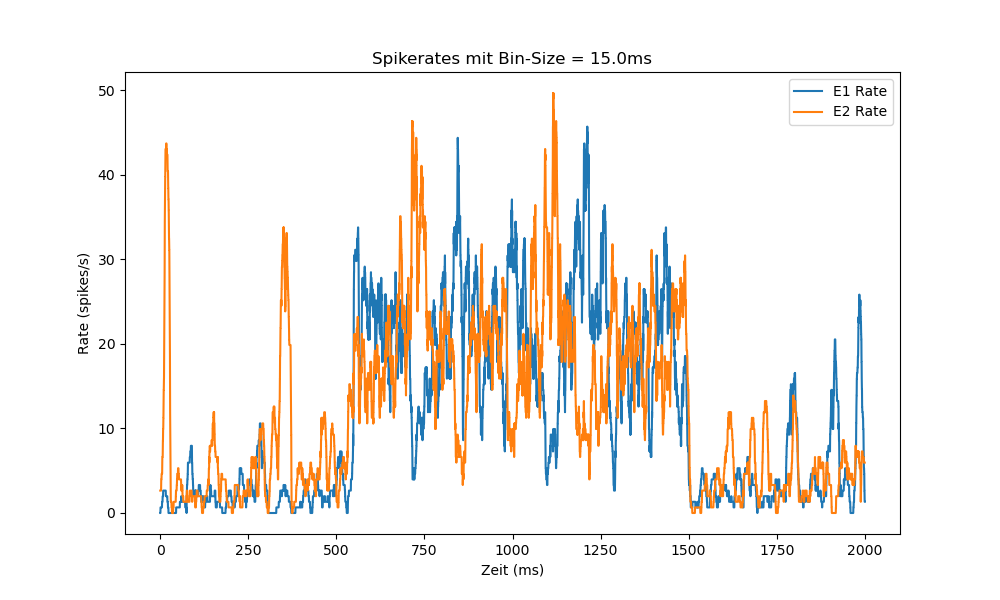 Spikerates mit Bin-Size = 15.0ms
E1 Rate
E2 Rate
50
40
30
20
10
0
Rate (spikes/s)
0 250 500 750 1000 1250 1500 1750 2000
Zeit (ms)